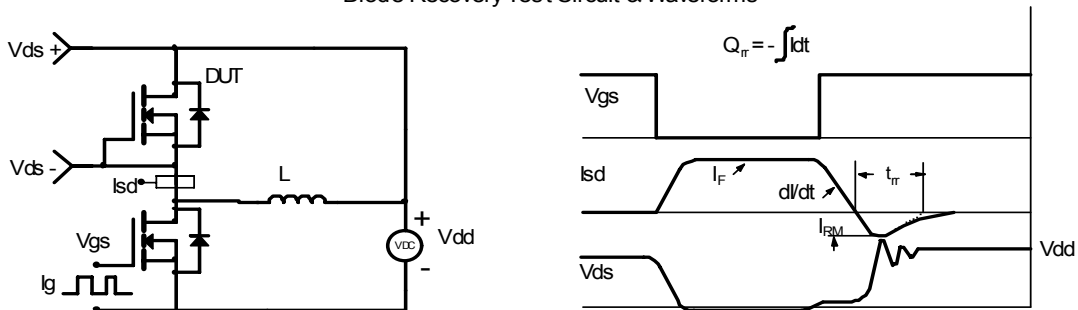 Diode Recovery Test Circuit & Waveforms
Vds +
DUT
Vds -
Isd
L
Vgs
Ig
+
VDC
-
Vdd
Qrr = - ∫Idt
Vgs
Isd
IF
dI/dt
trr
IRM
Vdd
Vds